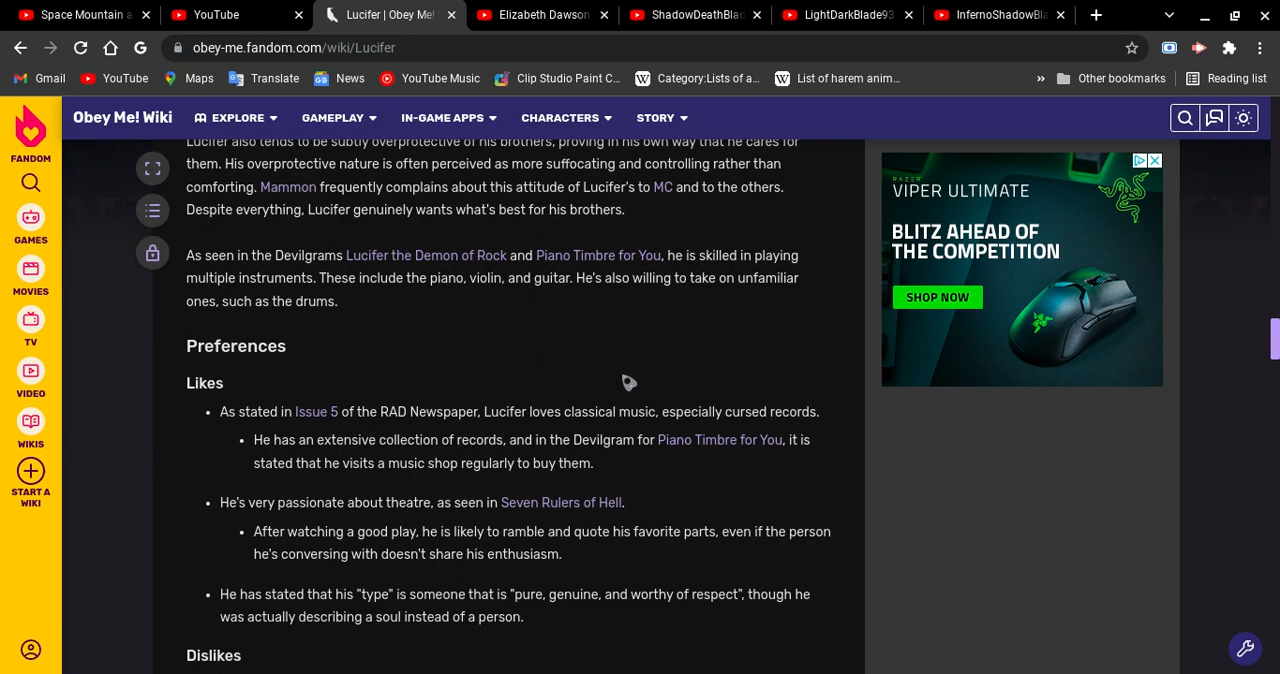 Space Mountain a
YouTube
Lucifer | Obey Me!
Elizabeth Dawson
ShadowDeathBlad
LightDarkBlade93
InfernoShadowBla
obey-me.fandom.com/wiki/Lucifer
Gmail
YouTube
Maps
Translate
News
YouTube Music
Clip Studio Paint C...
Category:Lists of a...
List of harem anim...
»
Other bookmarks
Reading list
FANDOM
GAMES
MOVIES
TV
VIDEO
WIKIS
START A
WIKI
Obey Me! Wiki
EXPLORE
GAMEPLAY
IN-GAME APPS
CHARACTERS
STORY
Lucifer also tends to be subtly overprotective of his brothers, proving in his own way that he cares for
them. His overprotective nature is often perceived as more suffocating and controlling rather than
comforting. Mammon frequently complains about this attitude of Lucifer's to MC and to the others.
Despite everything, Lucifer genuinely wants what's best for his brothers.
As seen in the Devilgrams Lucifer the Demon of Rock and Piano Timbre for You, he is skilled in playing
multiple instruments. These include the piano, violin, and guitar. He's also willing to take on unfamiliar
ones, such as the drums.
Preferences
Likes
• As stated in Issue 5 of the RAD Newspaper, Lucifer loves classical music, especially cursed records.
• He has an extensive collection of records, and in the Devilgram for Piano Timbre for You, it is
stated that he visits a music shop regularly to buy them.
• He's very passionate about theatre, as seen in Seven Rulers of Hell.
• After watching a good play, he is likely to ramble and quote his favorite parts, even if the person
he's conversing with doesn't share his enthusiasm.
• He has stated that his "type" is someone that is "pure, genuine, and worthy of respect", though he
was actually describing a soul instead of a person.
Dislikes
RAZER
VIPER ULTIMATE
BLITZ AHEAD OF
THE COMPETITION
SHOP NOW